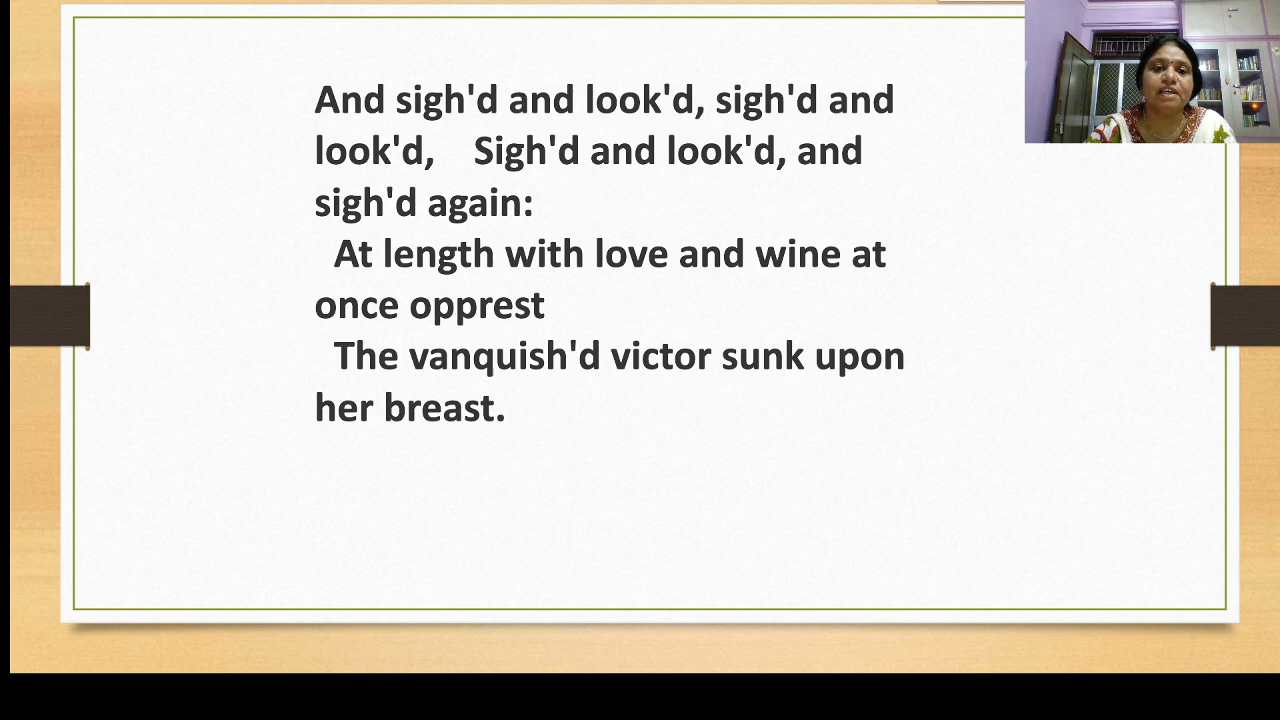 And sigh'd and look'd, sigh'd and
look'd,    Sigh'd and look'd, and
sigh'd again:
At length with love and wine at
once opprest
The vanquish'd victor sunk upon
her breast.